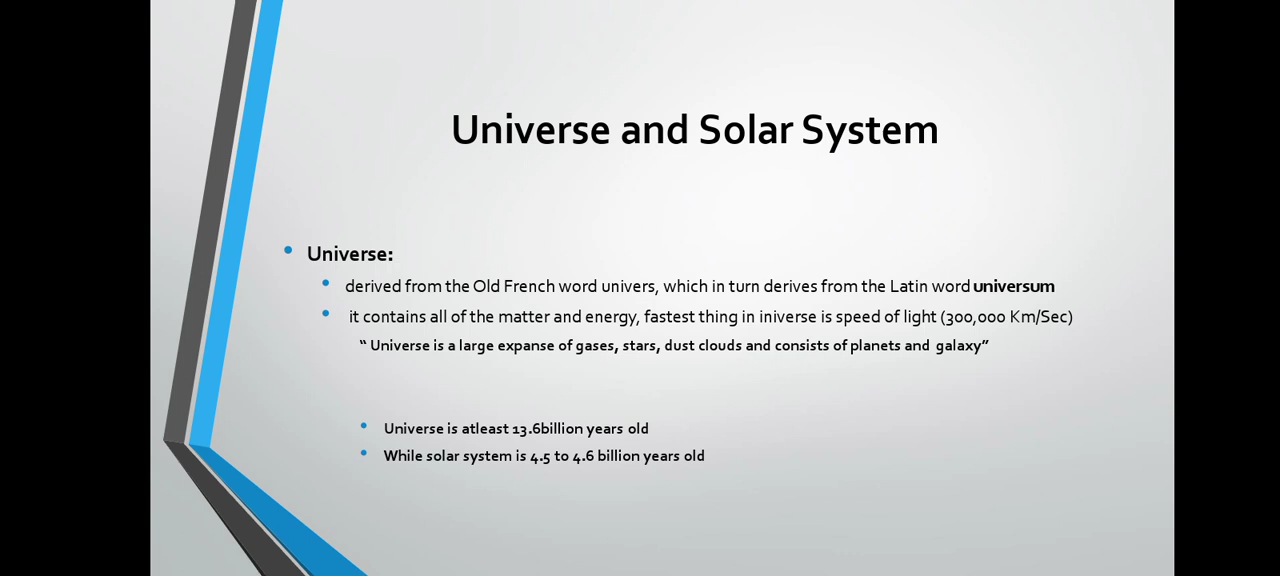 Universe and Solar System
• Universe:
• derived from the Old French word univers, which in turn derives from the Latin word universum
• it contains all of the matter and energy, fastest thing in iniverse is speed of light (300,000 Km/Sec)
“ Universe is a large expanse of gases, stars, dust clouds and consists of planets and galaxy”
• Universe is atleast 13.6billion years old
• While solar system is 4.5 to 4.6 billion years old